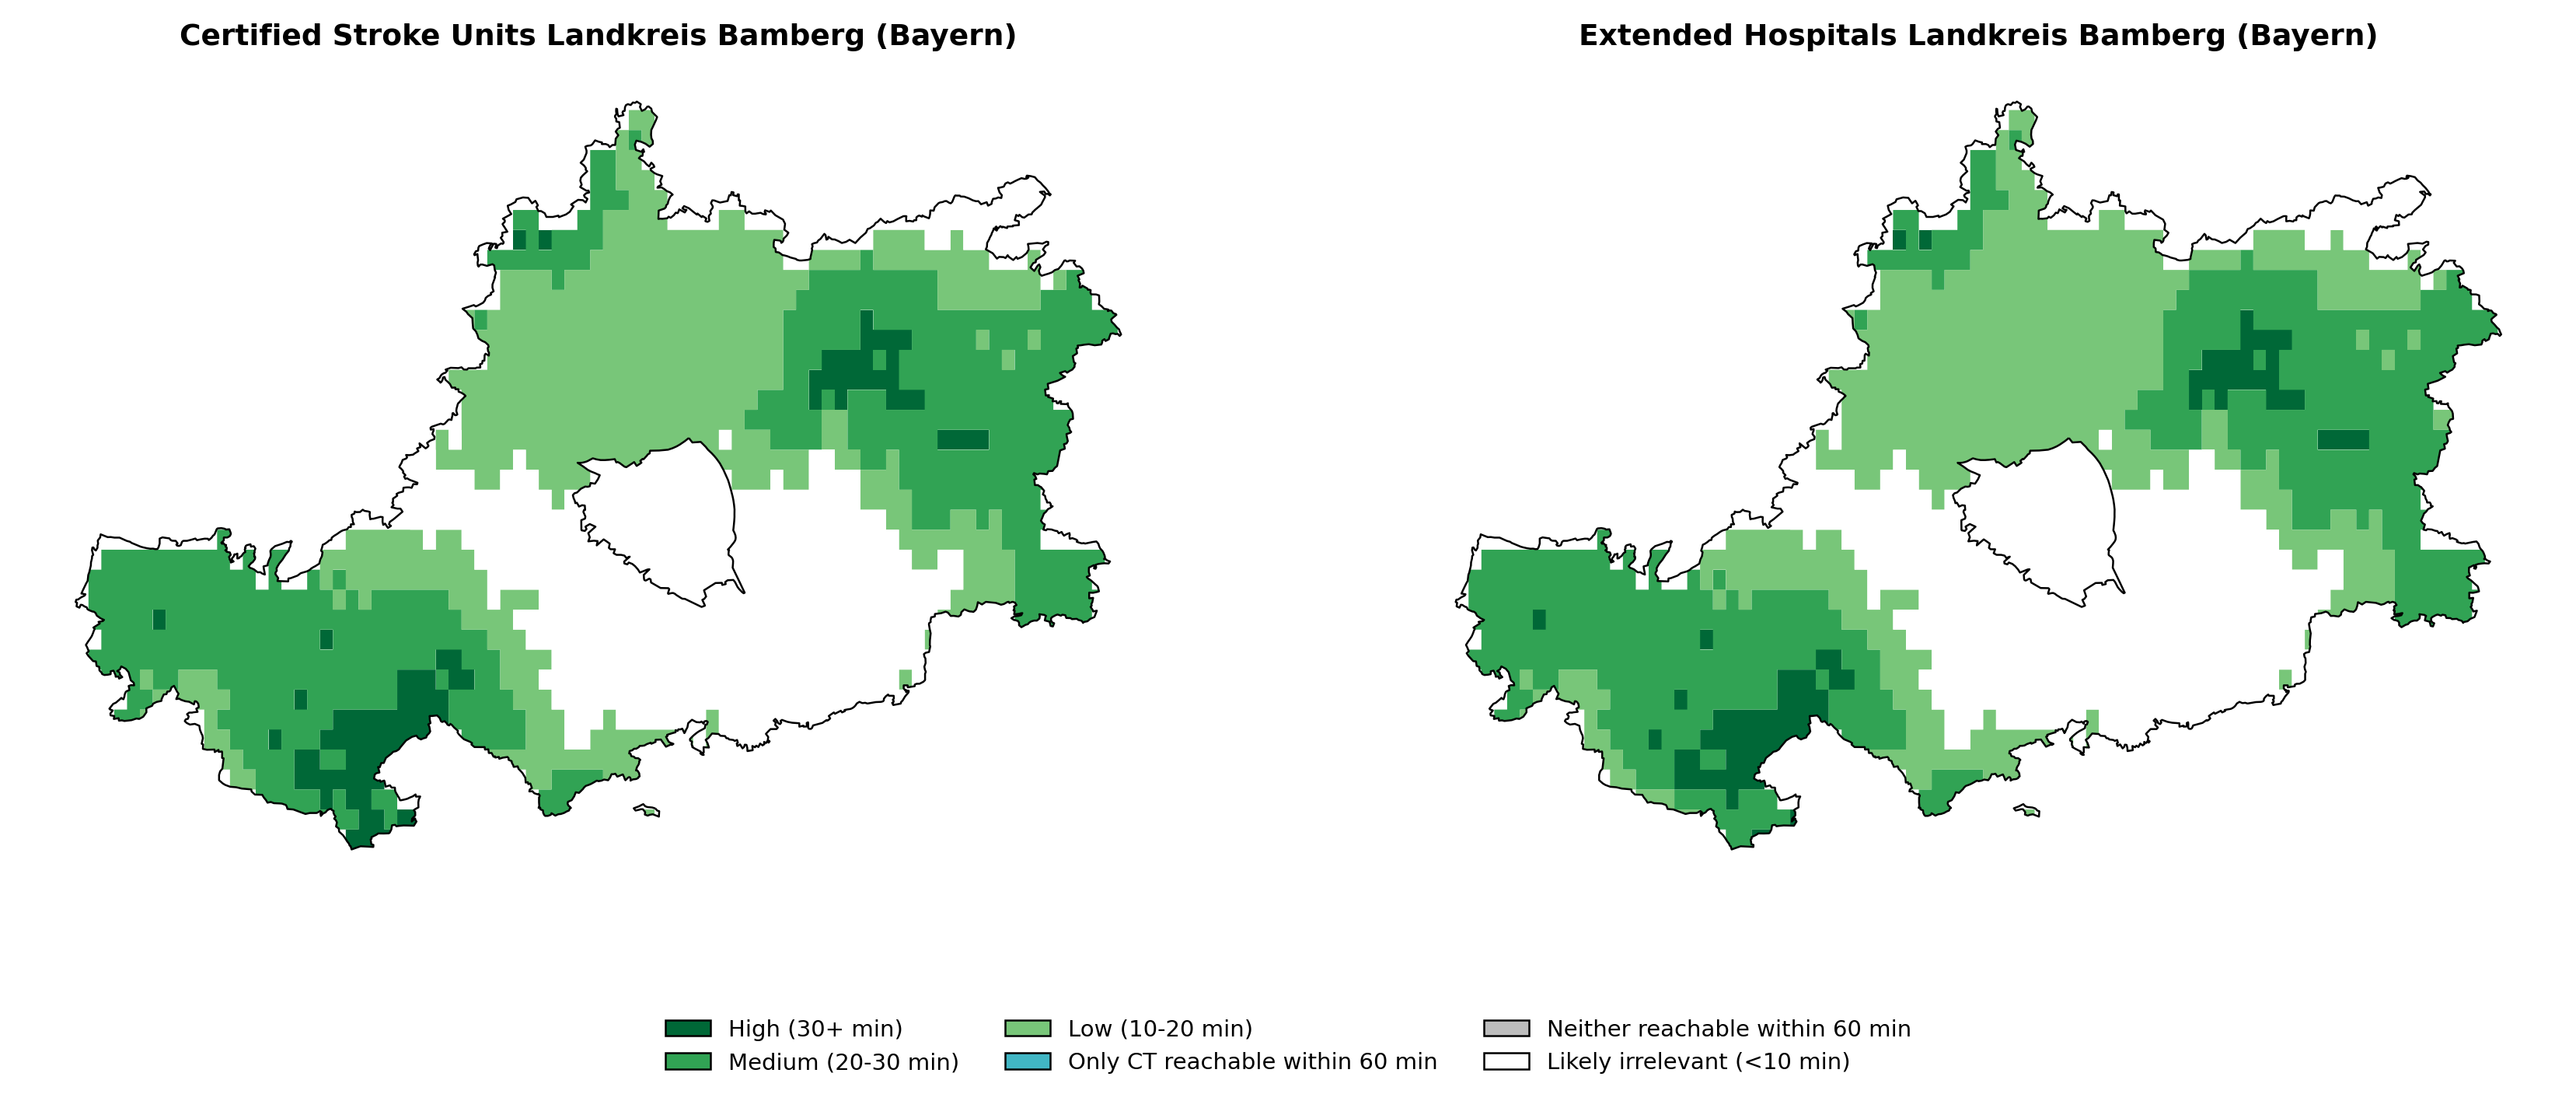 Certified Stroke Units Landkreis Bamberg (Bayern)
Extended Hospitals Landkreis Bamberg (Bayern)
High (30+ min)
Medium (20-30 min)
Low (10-20 min)
Only CT reachable within 60 min
Neither reachable within 60 min
Likely irrelevant (<10 min)